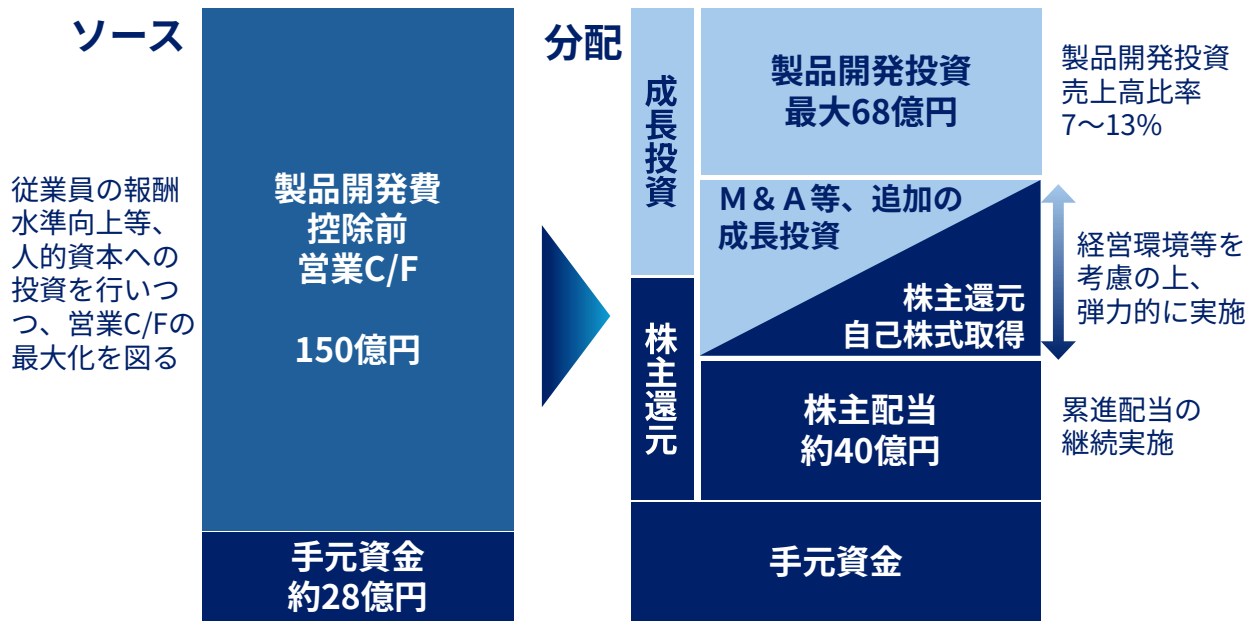 ソース
従業員の報酬
水準向上等、
人的資本への
投資を行いつ
つ、営業C/Fの
最大化を図る
製品開発費
控除前
営業C/F
150億円
手元資金
約28億円
分配
成長投資
株主還元
製品開発投資
最大68億円
M&A等、追加の
成長投資
株主還元
自己株式取得
株主配当
約40億円
手元資金
製品開発投資
売上高比率
7～13%
経営環境等を
考慮の上、
弾力的に実施
累進配当の
継続実施